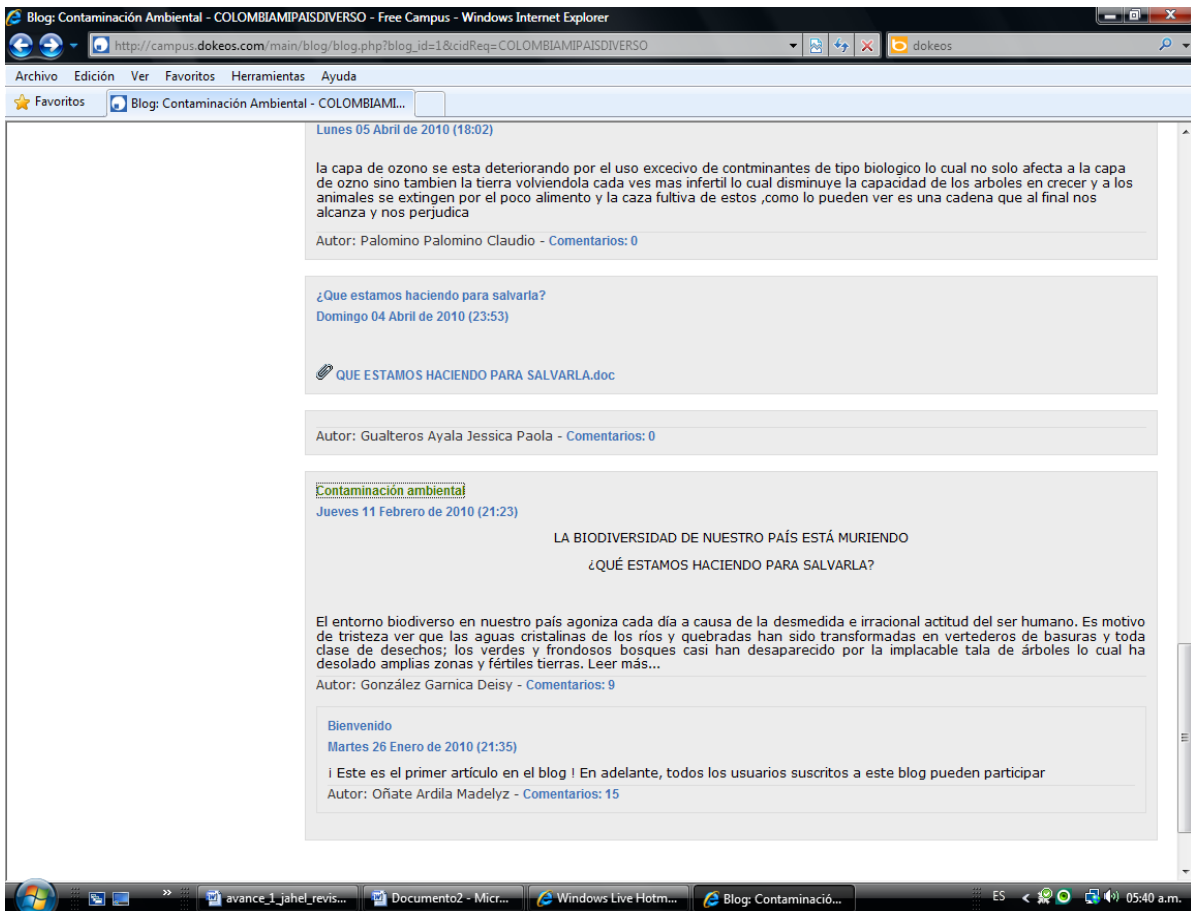 Blog: Contaminación Ambiental - COLOMBIAMIPAISDIVERSO - Free Campus - Windows Internet Explorer
http://campus.dokeos.com/main/blog/blog.php?blog_id=1&cidReq=COLOMBIAMIPAISDIVERSO
dokeos
Archivo Edición Ver Favoritos Herramientas Ayuda
Favoritos
Blog: Contaminación Ambiental - COLOMBIAMI...
Lunes 05 Abril de 2010 (18:02)
la capa de ozono se esta deteriorando por el uso excecivo de contminantes de tipo biologico lo cual no solo afecta a la capa
de ozno sino tambien la tierra volviendola cada ves mas infertil lo cual disminuye la capacidad de los arboles en crecer y a los
animales se extingen por el poco alimento y la caza fultiva de estos ,como lo pueden ver es una cadena que al final nos
alcanza y nos perjudica
Autor: Palomino Palomino Claudio - Comentarios: 0
¿Que estamos haciendo para salvarla?
Domingo 04 Abril de 2010 (23:53)
QUE ESTAMOS HACIENDO PARA SALVARLA.doc
Autor: Gualteros Ayala Jessica Paola - Comentarios: 0
Contaminación ambiental
Jueves 11 Febrero de 2010 (21:23)
LA BIODIVERSIDAD DE NUESTRO PAÍS ESTÁ MURIENDO
¿QUÉ ESTAMOS HACIENDO PARA SALVARLA?
El entorno biodiverso en nuestro país agoniza cada día a causa de la desmedida e irracional actitud del ser humano. Es motivo
de tristeza ver que las aguas cristalinas de los ríos y quebradas han sido transformadas en vertederos de basuras y toda
clase de desechos; los verdes y frondosos bosques casi han desaparecido por la implacable tala de árboles lo cual ha
desolado amplias zonas y fértiles tierras. Leer más...
Autor: González Garnica Deisy - Comentarios: 9
Bienvenido
Martes 26 Enero de 2010 (21:35)
¡ Este es el primer artículo en el blog ! En adelante, todos los usuarios suscritos a este blog pueden participar
Autor: Oñate Ardila Madelyz - Comentarios: 15
avance_1_jahel_revis... Documento2 - Micr... Windows Live Hotm... Blog: Contaminació... ES 05:40 a.m.